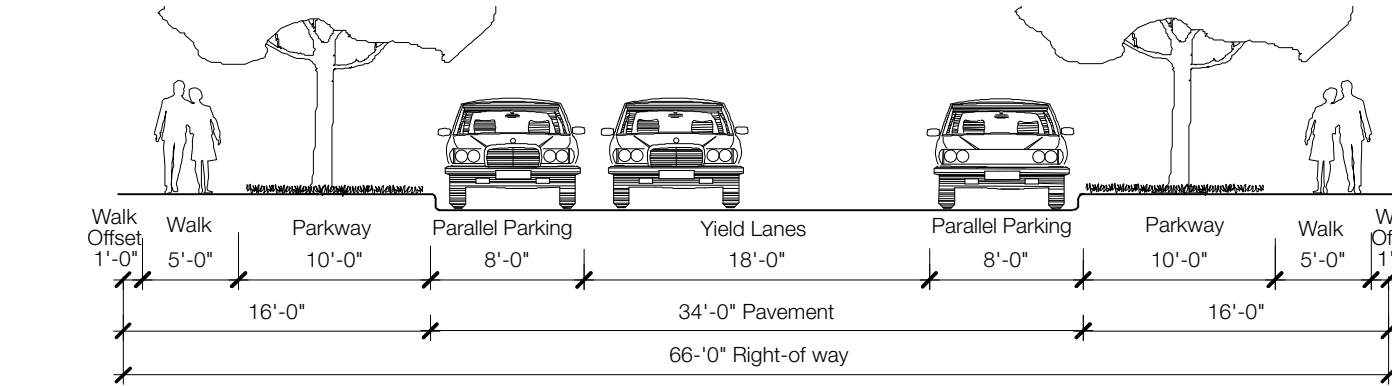 Walk Offset
1'-0"
Walk
5'-0"
Parkway
10'-0"
Parallel Parking
8'-0"
Yield Lanes
18'-0"
Parallel Parking
8'-0"
Parkway
10'-0"
Walk
5'-0"
16'-0"
34'-0" Pavement
16'-0"
66-'0" Right-of way